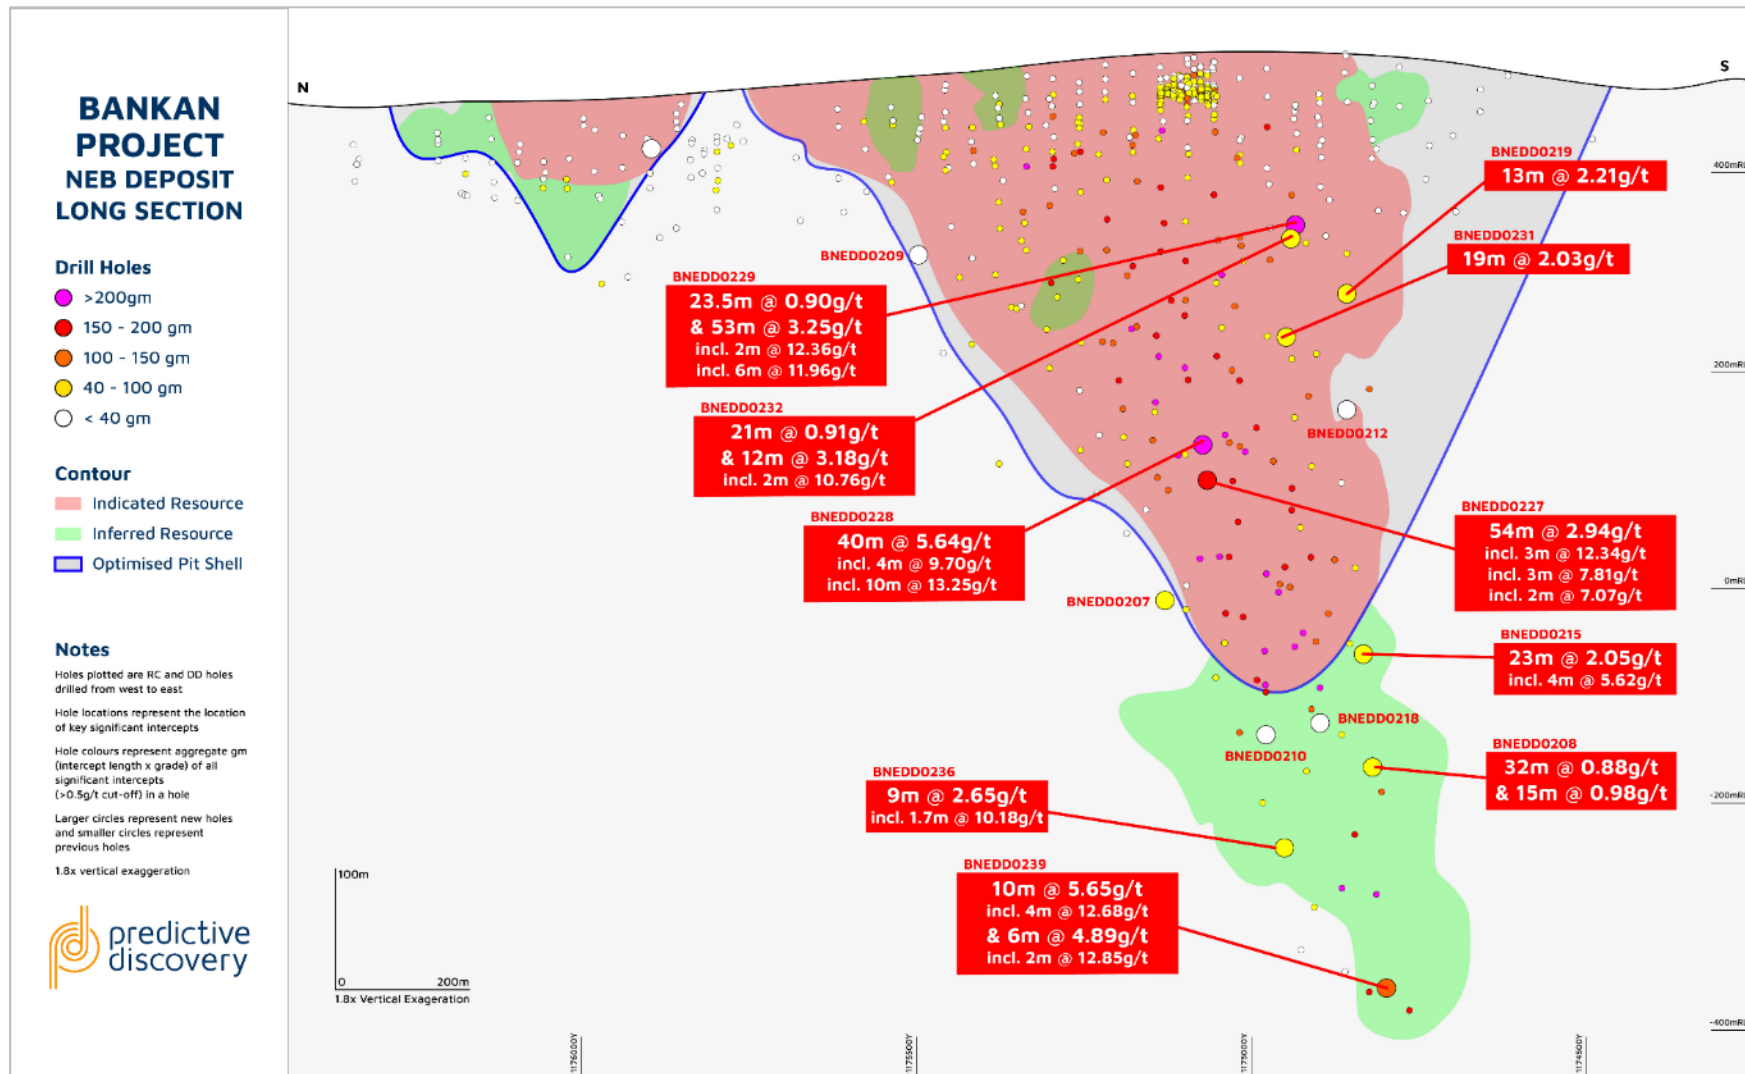 BANKAN
PROJECT
NEB DEPOSIT
LONG SECTION
Drill Holes
>200gm
150 - 200 gm
100 - 150 gm
40 - 100 gm
< 40 gm
Contour
Indicated Resource
Inferred Resource
Optimised Pit Shell
Notes
Holes plotted are RC and DD holes
drilled from west to east
Hole locations represent the location
of key significant intercepts
Hole colours represent aggregate gm
(intercept length x grade) of all
significant intercepts
(>0.5g/t cut-off) in a hole
Larger circles represent new holes
and smaller circles represent
previous holes
1.8x vertical exaggeration
predictive
discovery
N
S
BNEDD0219
13m @ 2.21g/t
400mRL
BNEDD0231
19m @ 2.03g/t
BNEDD0209
BNEDD0229
23.5m @ 0.90g/t
& 53m @ 3.25g/t
incl. 2m @ 12.36g/t
incl. 6m @ 11.96g/t
200mRL
BNEDD0232
21m @ 0.91g/t
& 12m @ 3.18g/t
incl. 2m @ 10.76g/t
BNEDD0212
BNEDD0228
40m @ 5.64g/t
incl. 4m @ 9.70g/t
incl. 10m @ 13.25g/t
BNEDD0227
54m @ 2.94g/t
incl. 3m @ 12.34g/t
incl. 3m @ 7.81g/t
incl. 2m @ 7.07g/t
0mRL
BNEDD0207
BNEDD0215
23m @ 2.05g/t
incl. 4m @ 5.62g/t
BNEDD0218
BNEDD0210
BNEDD0208
32m @ 0.88g/t
& 15m @ 0.98g/t
-200mRL
BNEDD0236
9m @ 2.65g/t
incl. 1.7m @ 10.18g/t
BNEDD0239
10m @ 5.65g/t
incl. 4m @ 12.68g/t
& 6m @ 4.89g/t
incl. 2m @ 12.85g/t
100m
0
200m
1.8x Vertical Exageration
-400mRL
1176000Y
1175500Y
1175000Y
1174500Y